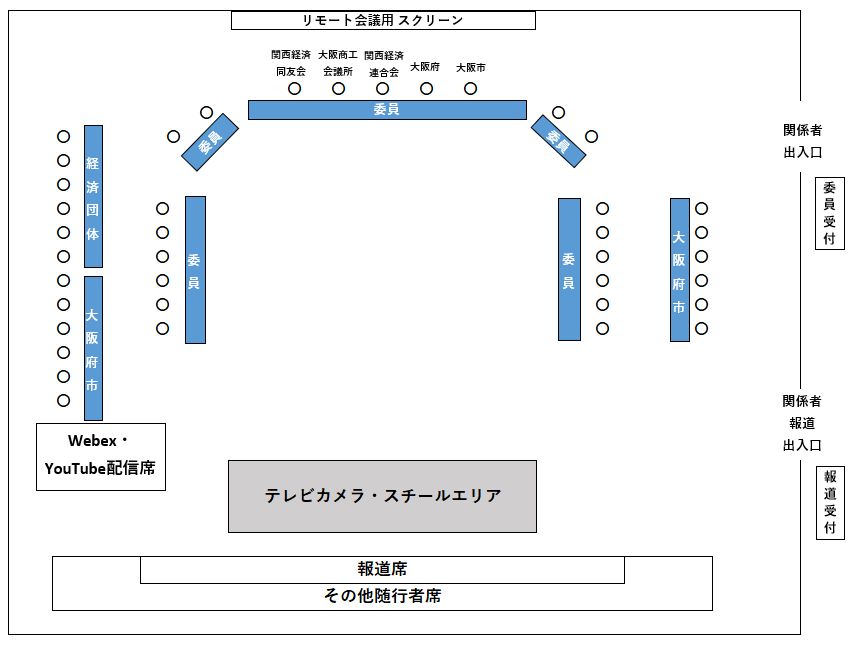 リモート会議用 スクリーン
関西経済
同友会
大阪商工
会議所
関西経済
連合会
大阪府
大阪市
委員
委員
委員
関係者
出入口
委員受付
経済団体
委員
委員
大阪府市
大阪府市
関係者
報道
出入口
Webex・
YouTube配信席
テレビカメラ・スチールエリア
報道受付
報道席
その他随行者席